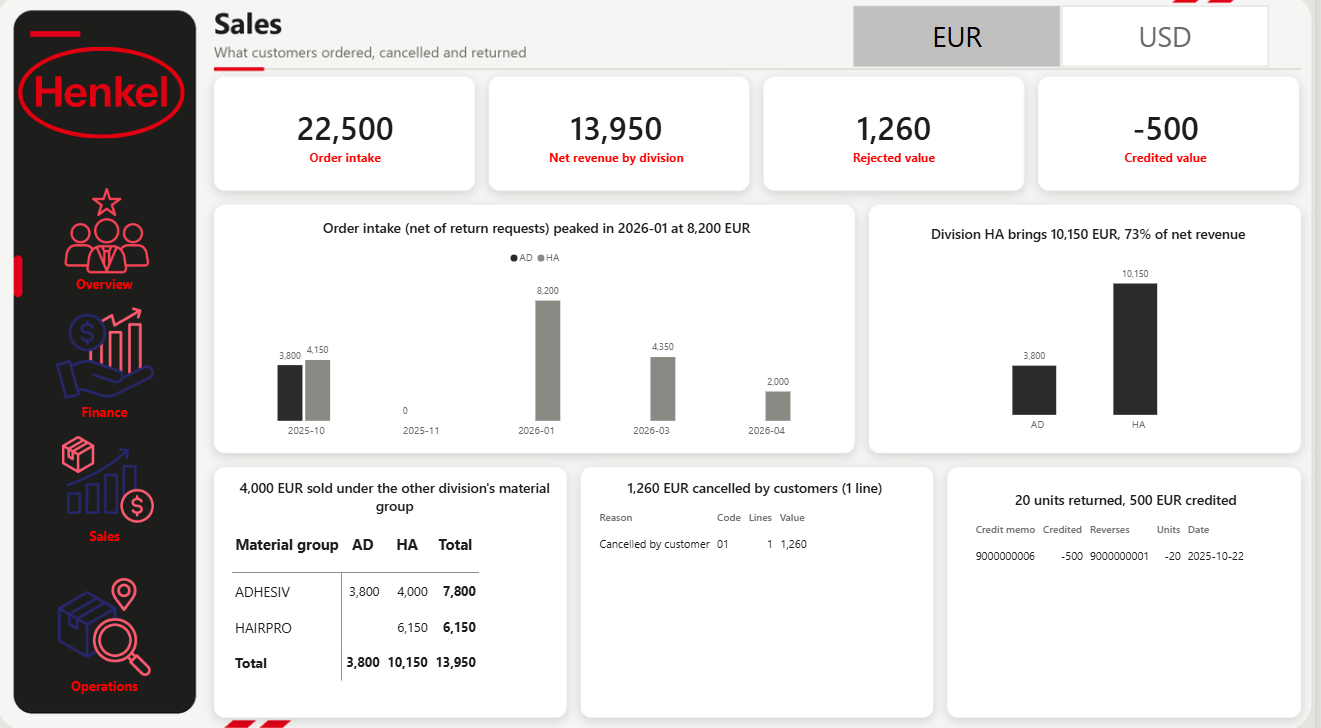 Henkel
Overview
Finance
Sales
Operations
Sales
What customers ordered, cancelled and returned
EUR
USD
22,500
Order intake
13,950
Net revenue by division
1,260
Rejected value
-500
Credited value
Order intake (net of return requests) peaked in 2026-01 at 8,200 EUR
AD HA
3,800
4,150
0
8,200
4,350
2,000
2025-10 2025-11 2026-01 2026-03 2026-04
Division HA brings 10,150 EUR, 73% of net revenue
3,800
10,150
AD HA
4,000 EUR sold under the other division's material
group
Material group AD HA Total
ADHESIV 3,800 4,000 7,800
HAIRPRO 6,150 6,150
Total 3,800 10,150 13,950
1,260 EUR cancelled by customers (1 line)
Reason Code Lines Value
Cancelled by customer 01 1 1,260
20 units returned, 500 EUR credited
Credit memo Credited Reverses Units Date
9000000006 -500 9000000001 -20 2025-10-22